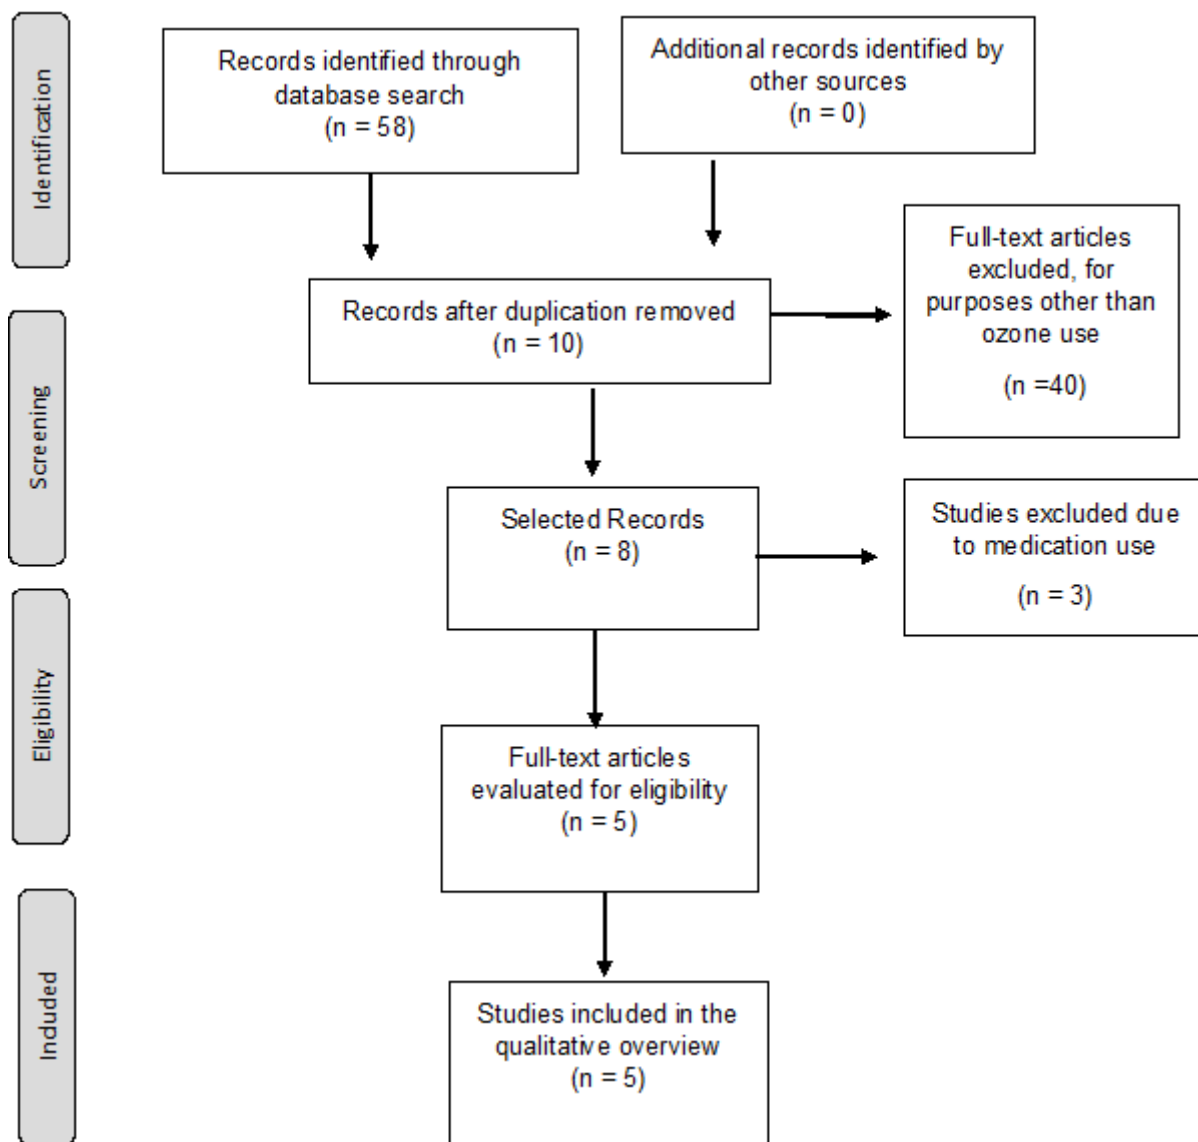 Identification
Records identified through
database search
(n = 58)
Additional records identified by
other sources
(n = 0)
Records after duplication removed
(n = 10)
Full-text articles
excluded, for
purposes other than
ozone use
(n =40)
Screening
Selected Records
(n = 8)
Studies excluded due
to medication use
(n = 3)
Eligibility
Full-text articles
evaluated for eligibility
(n = 5)
Included
Studies included in the
qualitative overview
(n = 5)